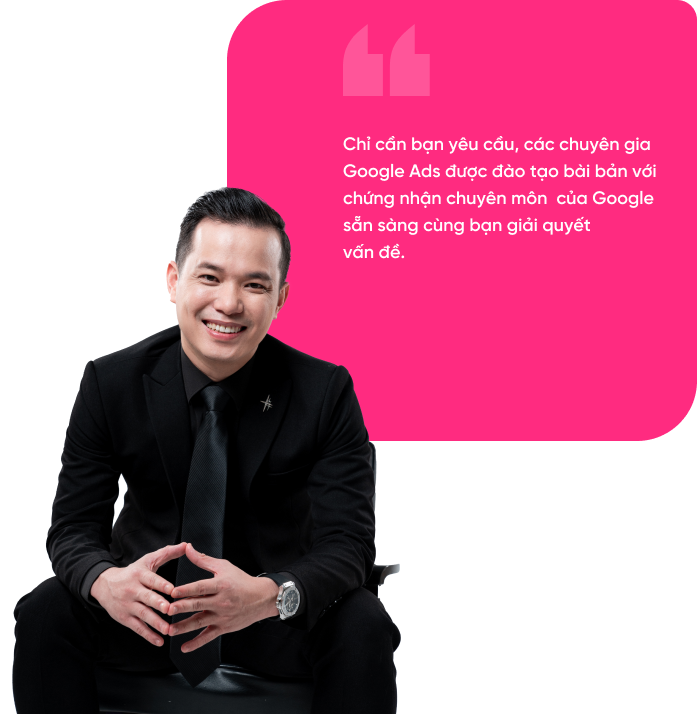 Chỉ cần bạn yêu cầu, các chuyên gia
Google Ads được đào tạo bài bản với
chứng nhận chuyên môn  của Google
sẵn sàng cùng bạn giải quyết
vấn đề.